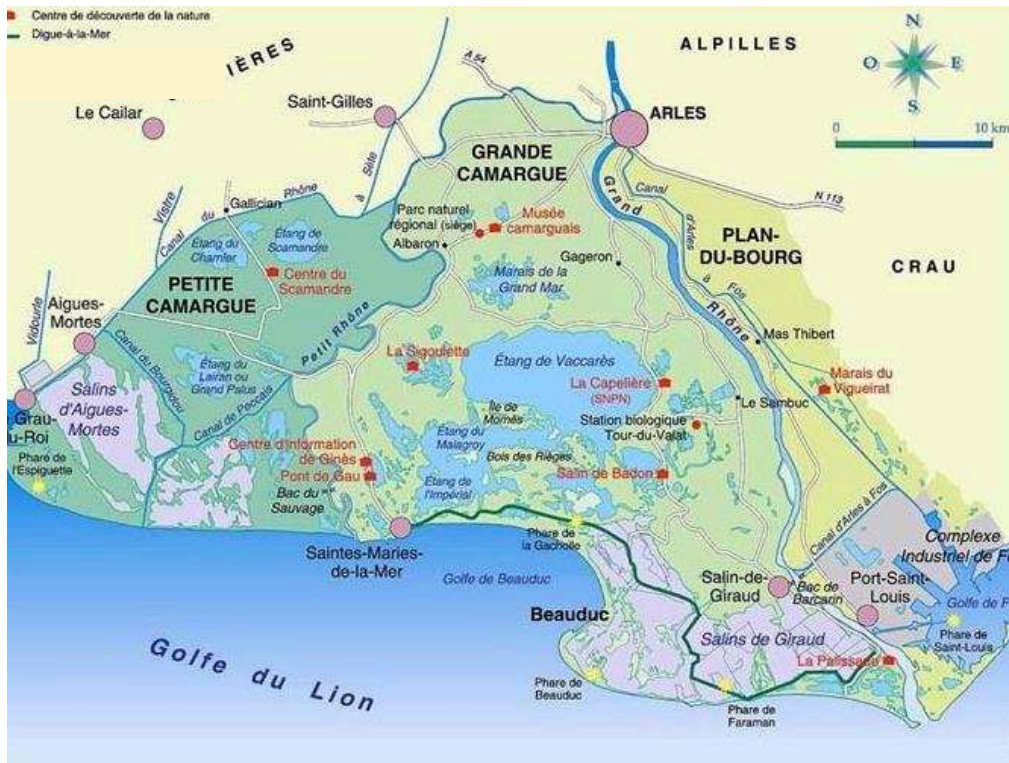 Centre de découverte de la nature
Digue-à-la-Mer
IÈRES
ALPILLES
N
O
E
S
0
10 km
A 54
Le Cailar
Saint-Gilles
ARLES
GRANDE
CAMARGUE
N 113
Vistre
Canal du Rhône à Sète
Gallician
Parc naturel
régional (siège)
Musée
camarguais
Albaron
Gageron
Grand Rhône
Canal d'Arles à Fos
PLAN-
DU-BOURG
CRAU
Étang du
Charnier
Étang de
Scamandre
Centre du
Scamandre
PETITE
CAMARGUE
Marais de la
Grand Mar
Vidourle
Aigues-
Mortes
Petit Rhône
Mas Thibert
Canal du Bourgidou
Étang du
Lairan ou
Grand Palus
La Sigoulette
Étang de Vaccarès
La Capelière
(SNPN)
Marais du
Vigueirat
Salins
d'Aigues-
Mortes
Canal de Peccais
Île de
Mornès
Le Sambuc
Station biologique
Tour-du-Valat
Grau-
u-Roi
Phare de
l'Espiguette
Centre d'Information
de Ginès
Pont de Gau
Étang du
Malagroy
Bois des Rièges
Étang de
l'Impérial
Salin de Badon
Bac du
Sauvage
Saintes-Maries-
de-la-Mer
Phare de
la Gacholle
Canal d'Arles à Fos
Complexe
Industriel de F
Golfe de Beauduc
Beauduc
Salin-de-
Giraud
Bac de
Barcarin
Port-Saint-
Louis
Golfe de F
Phare de
Saint-Louis
Salins de Giraud
La Palissade
Golfe du Lion
Phare de
Beauduc
Phare de
Faraman